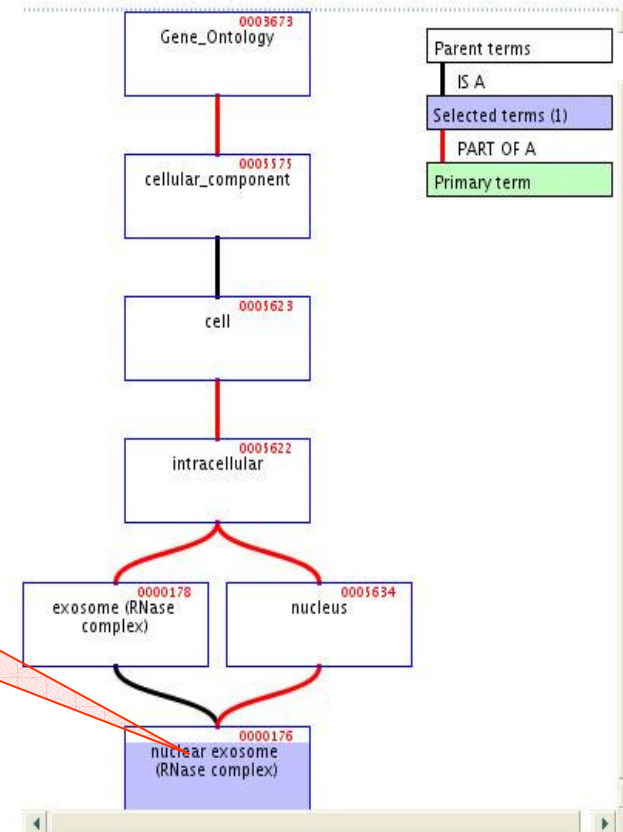 0003673
Gene_Ontology
Parent terms
IS A
Selected terms (1)
PART OF A
Primary term
0005575
cellular_component
0005623
cell
0005622
intracellular
0000178
exosome (RNase
complex)
0005634
nucleus
0000176
nuclear exosome
(RNase complex)